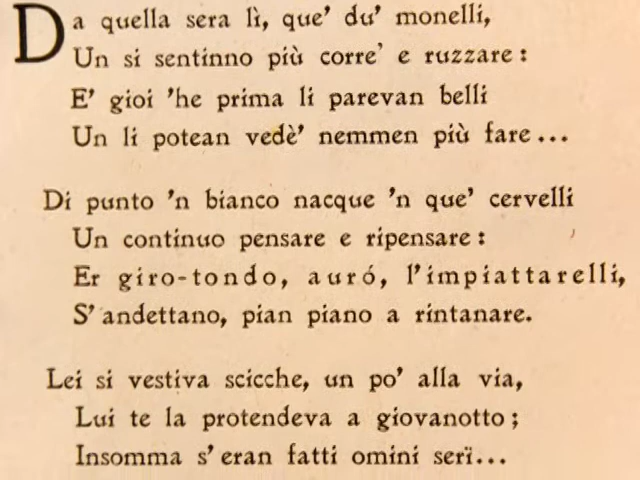 Da quella sera lì, que' du' monelli,
Un si sentinno più corre' e ruzzare:
E' gioi 'he prima li parevan belli
Un li potean vedè' nemmen più fare...
Di punto 'n bianco nacque 'n que' cervelli
Un continuo pensare e ripensare:
Er giro-tondo, auró, l'impiattarelli,
S'andettano, pian piano a rintanare.
Lei si vestiva scicche, un po' alla via,
Lui te la protendeva a giovanotto;
Insomma s'eran fatti omini serï...